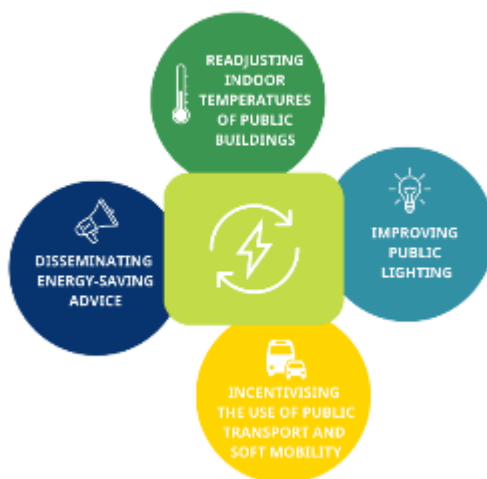 READJUSTING
INDOOR
TEMPERATURES
OF PUBLIC
BUILDINGS
IMPROVING
PUBLIC
LIGHTING
DISSEMINATING
ENERGY-SAVING
ADVICE
INCENTIVISING
THE USE OF PUBLIC
TRANSPORT AND
SOFT MOBILITY